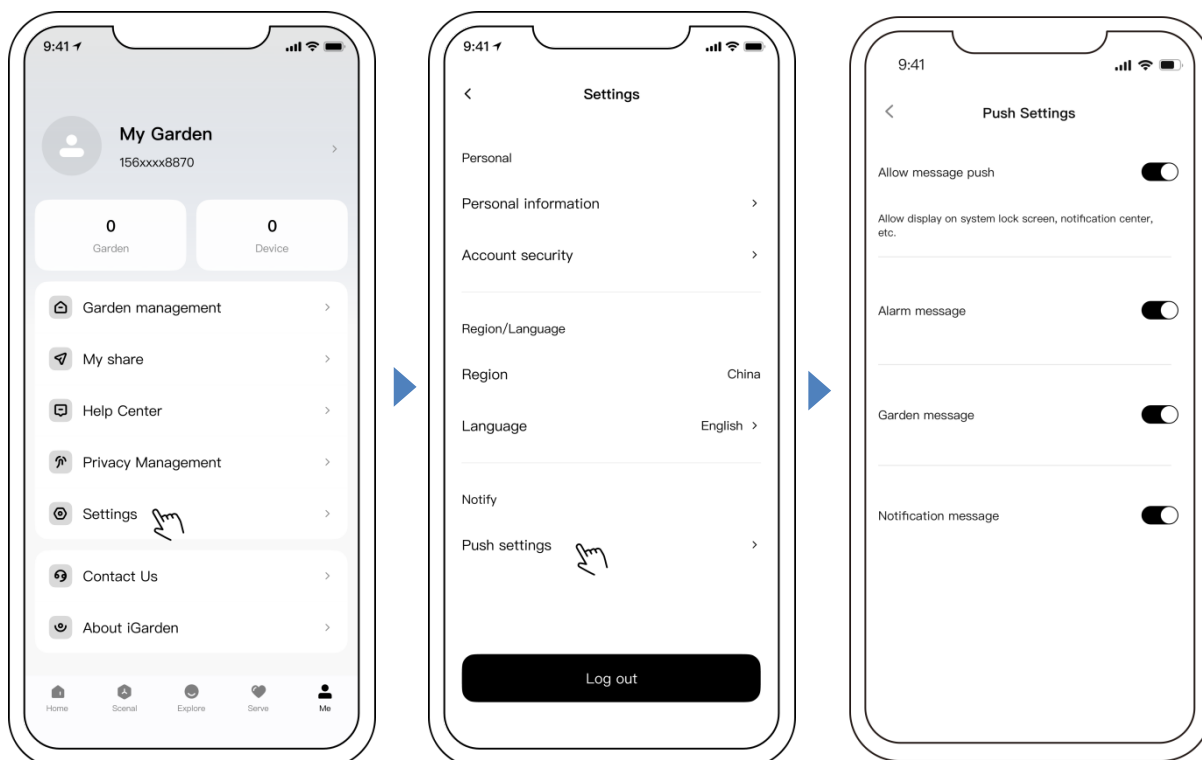 9:41
My Garden
156xxxx8870
0
Garden
0
Device
Garden management
My share
Help Center
Privacy Management
Settings
Contact Us
About iGarden
Home
Scenal
Explore
Serve
Me
9:41
Settings
Personal
Personal information
Account security
Region/Language
Region
China
Language
English
Notify
Push settings
Log out
9:41
Push Settings
Allow message push
Allow display on system lock screen, notification center,
etc.
Alarm message
Garden message
Notification message